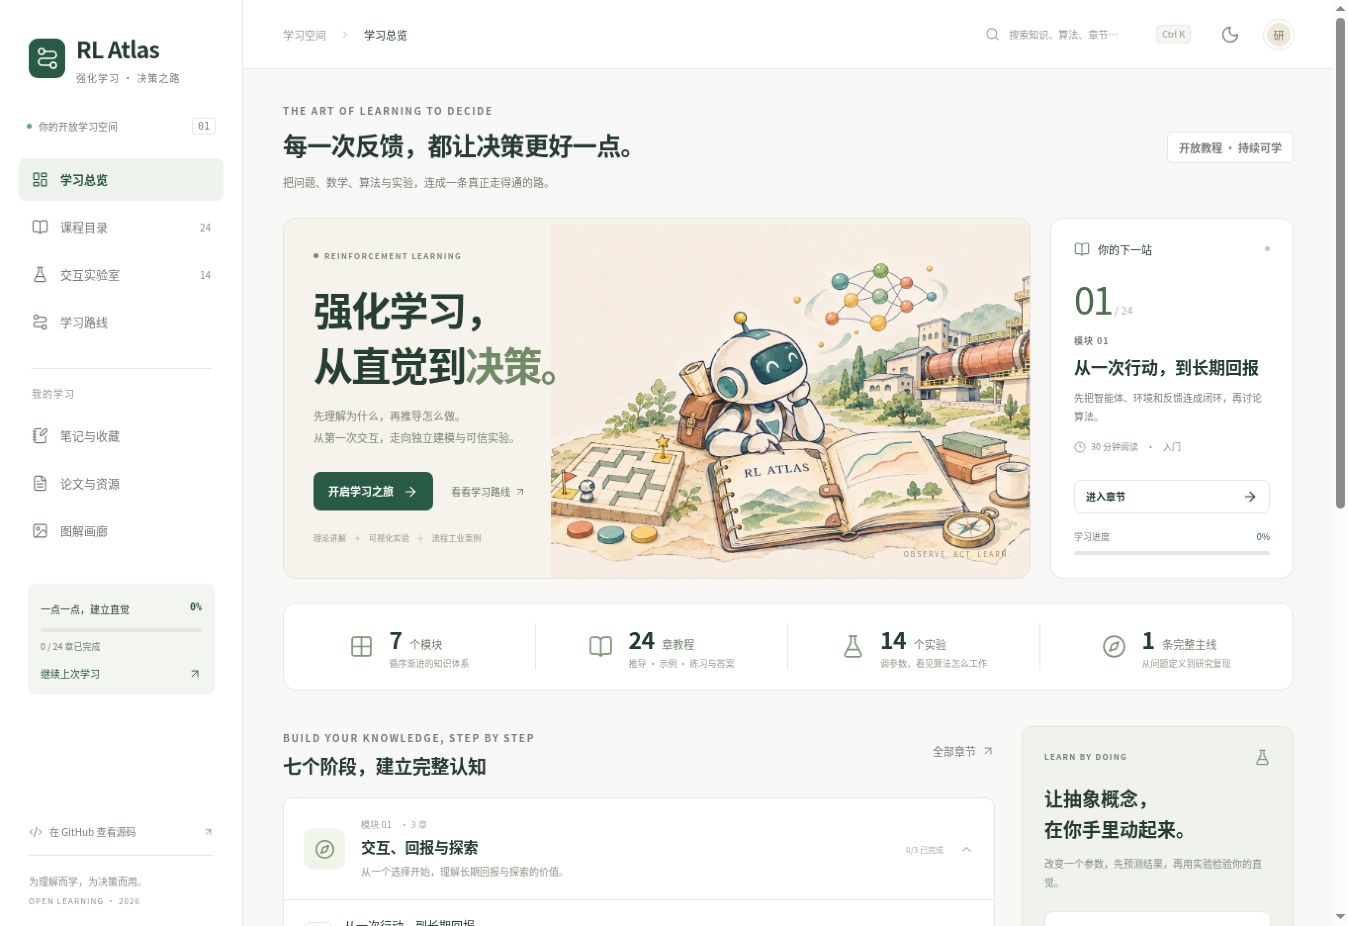 RL Atlas
强化学习 · 决策之路
你的开放学习空间
01
学习总览
课程目录
24
交互实验室
14
学习路线
我的学习
笔记与收藏
论文与资源
图解画廊
一点一点，建立直觉
0%
0 / 24 章已完成
继续上次学习
在 GitHub 查看源码
为理解而学，为决策而用。
OPEN LEARNING · 2026
学习空间
学习总览
搜索知识、算法、章节…
Ctrl K
研
THE ART OF LEARNING TO DECIDE
每一次反馈，都让决策更好一点。
把问题、数学、算法与实验，连成一条真正走得通的路。
开放教程 · 持续可学
REINFORCEMENT LEARNING
强化学习，
从直觉到决策。
先理解为什么，再推导怎么做。
从第一次交互，走向独立建模与可信实验。
开启学习之旅
看看学习路线
理论讲解 + 可视化实验 + 流程工业案例
RL ATLAS
OBSERVE. ACT. LEARN.
你的下一站
01 / 24
模块 01
从一次行动，到长期回报
先把智能体、环境和反馈连成闭环，再讨论
算法。
30 分钟阅读 · 入门
进入章节
学习进度
0%
7 个模块
循序渐进的知识体系
24 章教程
推导 · 示例 · 练习与答案
14 个实验
调参数，看见算法怎么工作
1 条完整主线
从问题定义到研究复现
BUILD YOUR KNOWLEDGE, STEP BY STEP
七个阶段，建立完整认知
全部章节
模块 01 · 3 章
交互、回报与探索
从一个选择开始，理解长期回报与探索的价值。
0/3 已完成
从一次行动，到长期回报
LEARN BY DOING
让抽象概念，
在你手里动起来。
改变一个参数，先预测结果，再用实验检验你的直
觉。